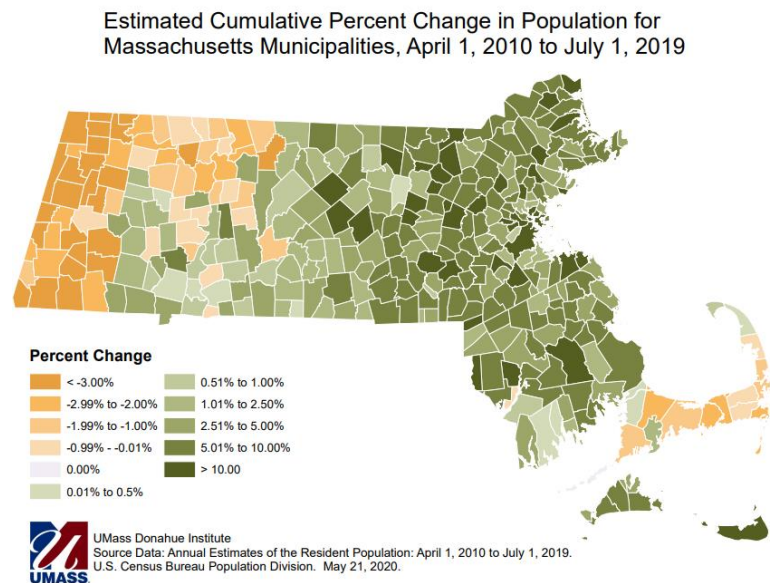 Estimated Cumulative Percent Change in Population for
Massachusetts Municipalities, April 1, 2010 to July 1, 2019
Percent Change
< -3.00%
-2.99% to -2.00%
-1.99% to -1.00%
-0.99% - -0.01%
0.00%
0.01% to 0.5%
0.51% to 1.00%
1.01% to 2.50%
2.51% to 5.00%
5.01% to 10.00%
> 10.00
UMASS
UMass Donahue Institute
Source Data: Annual Estimates of the Resident Population: April 1, 2010 to July 1, 2019.
U.S. Census Bureau Population Division. May 21, 2020.